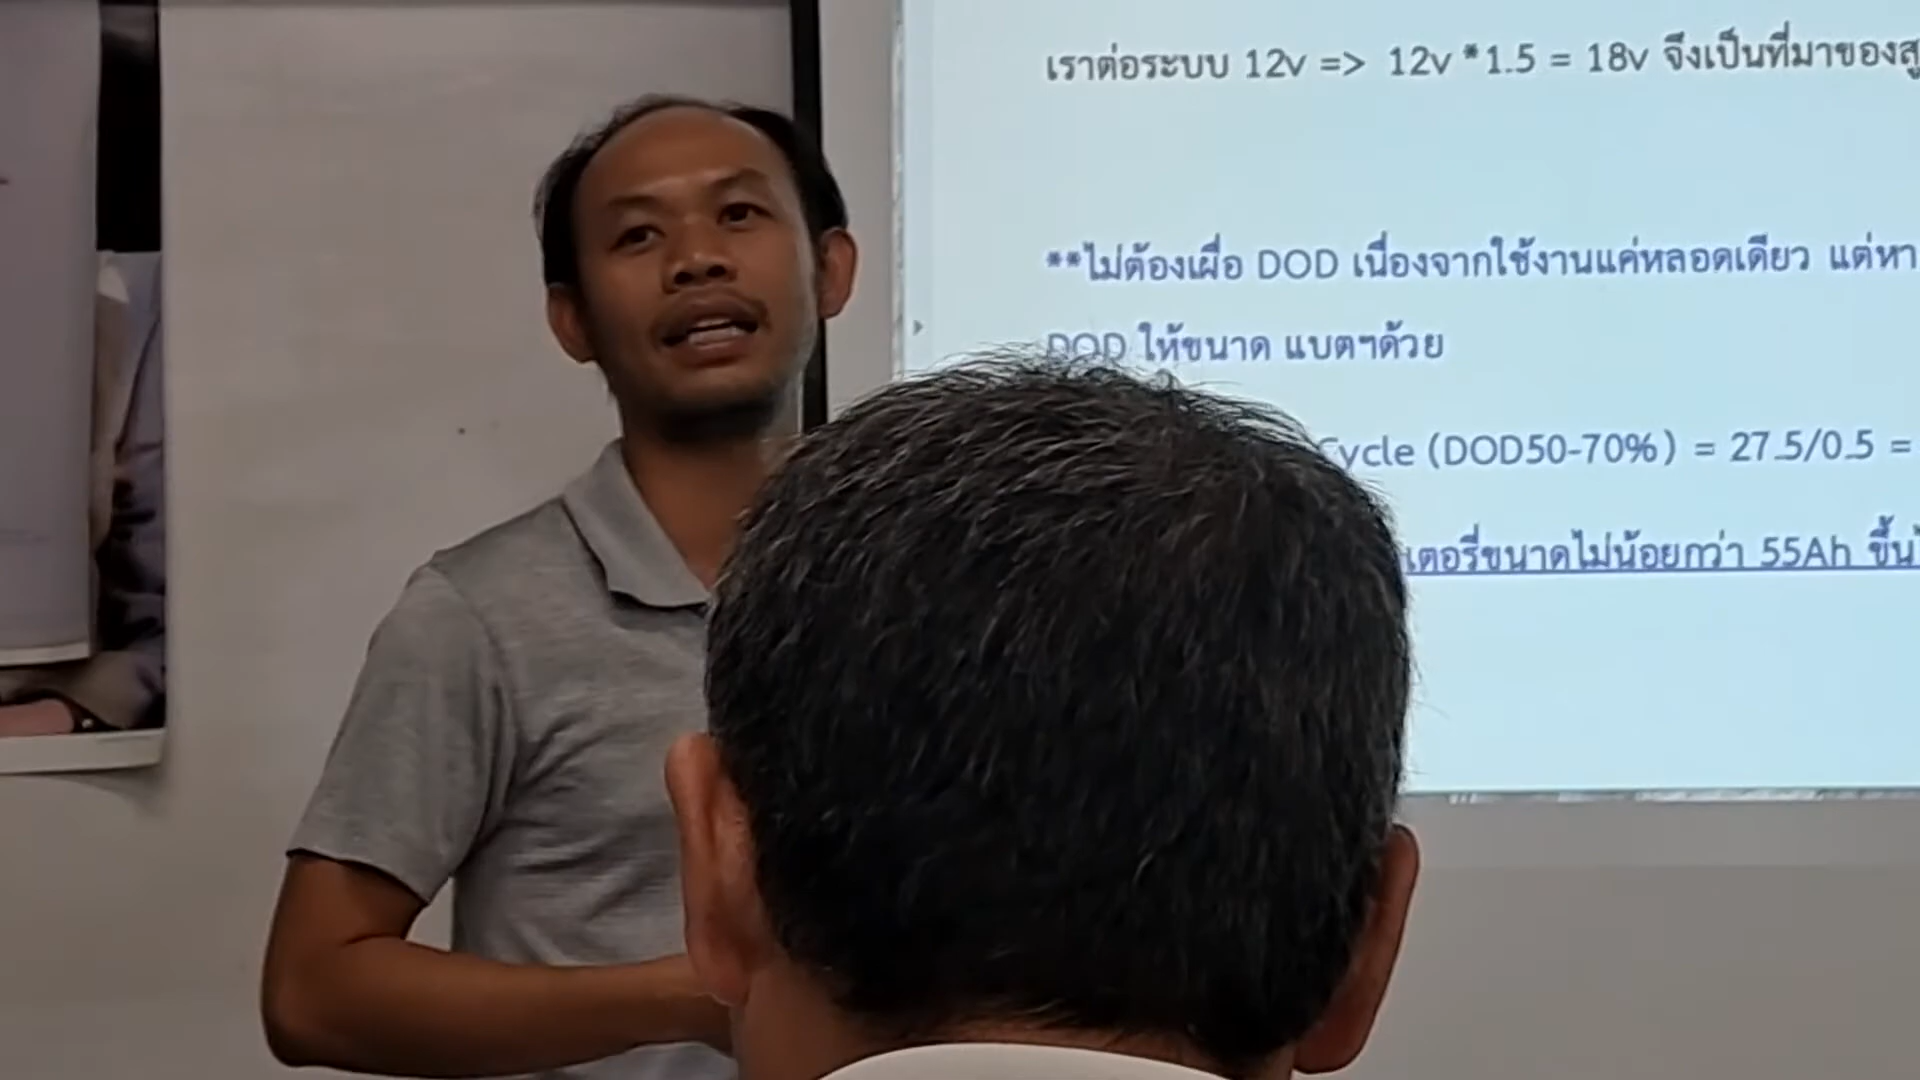 เราต่อระบบ 12v => 12v *1.5 = 18v จึงเป็นที่มาของ
**ไม่ต้องเผื่อ DOD เนื่องจากใช้งานแค่หลอดเดียว แต่หา
DOD ให้ขนาด แบตฯด้วย
Cycle (DOD50-70%) = 27.5/0.5 =
เตอรี่ขนาดไม่น้อยกว่า 55Ah ขึ้น